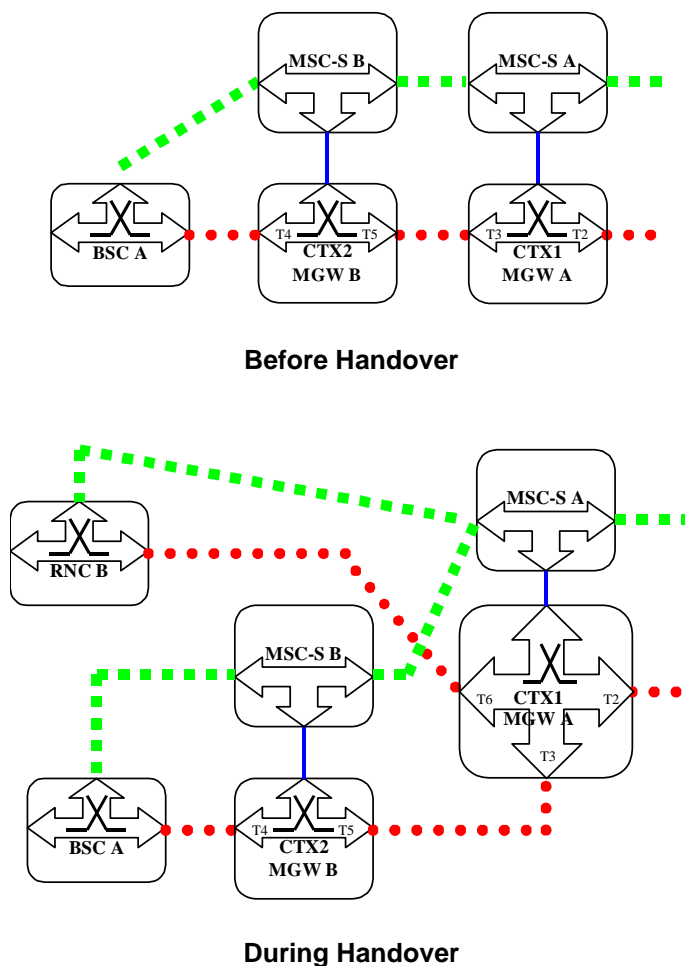 MSC-S B
MSC-S A
BSC A
T4
T5
CTX2
MGW B
T3
T2
CTX1
MGW A
Before Handover
MSC-S A
RNC B
MSC-S B
T6
T2
CTX1
MGW A
T3
BSC A
T4
T5
CTX2
MGW B
During Handover